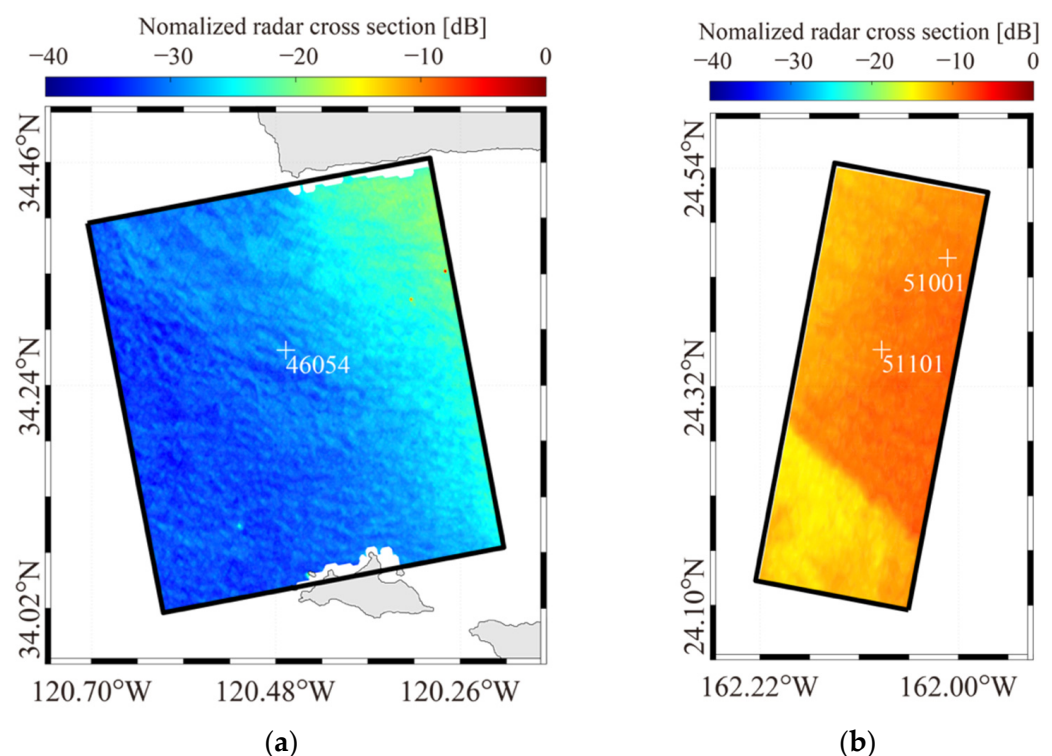 Nomalized radar cross section [dB]
−40 −30 −20 −10 0
34.46°N
34.24°N
34.02°N
46054
120.70°W 120.48°W 120.26°W
(a)
Nomalized radar cross section [dB]
−40 −30 −20 −10 0
24.54°N
24.32°N
24.10°N
51001
51101
162.22°W 162.00°W
(b)